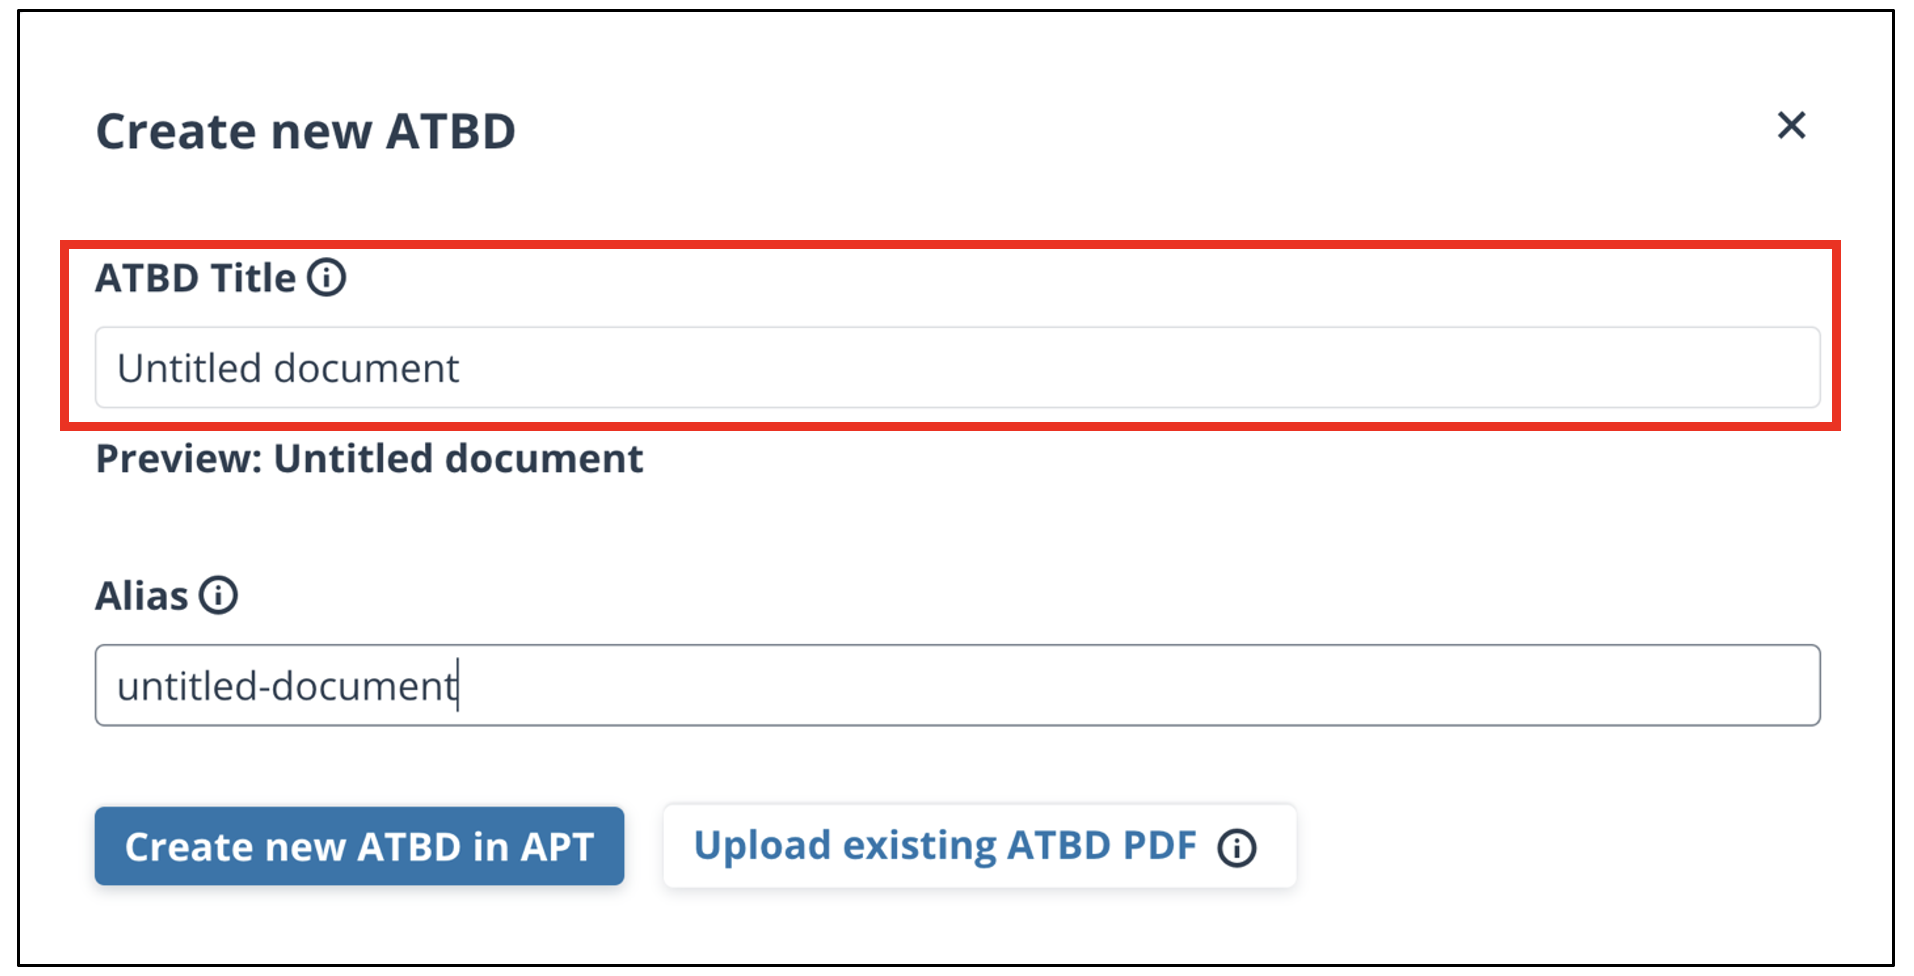 Create new ATBD
ATBD Title
Untitled document
Preview: Untitled document
Alias
untitled-document
Create new ATBD in APT
Upload existing ATBD PDF